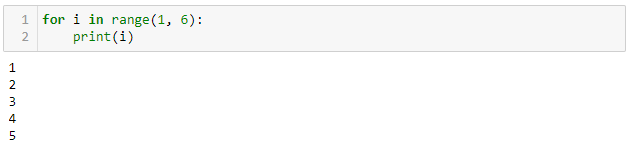 1 for i in range(1, 6):
2     print(i)
1
2
3
4
5